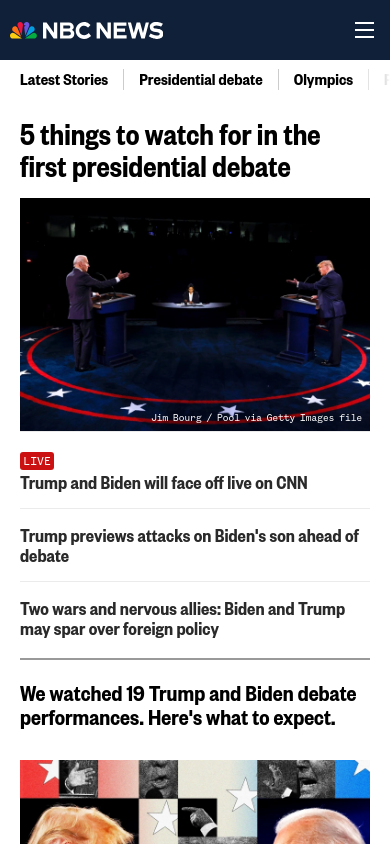 NBC NEWS
Latest Stories
Presidential debate
Olympics
5 things to watch for in the
first presidential debate
Jim Bourg / Pool via Getty Images file
LIVE
Trump and Biden will face off live on CNN
Trump previews attacks on Biden's son ahead of
debate
Two wars and nervous allies: Biden and Trump
may spar over foreign policy
We watched 19 Trump and Biden debate
performances. Here's what to expect.